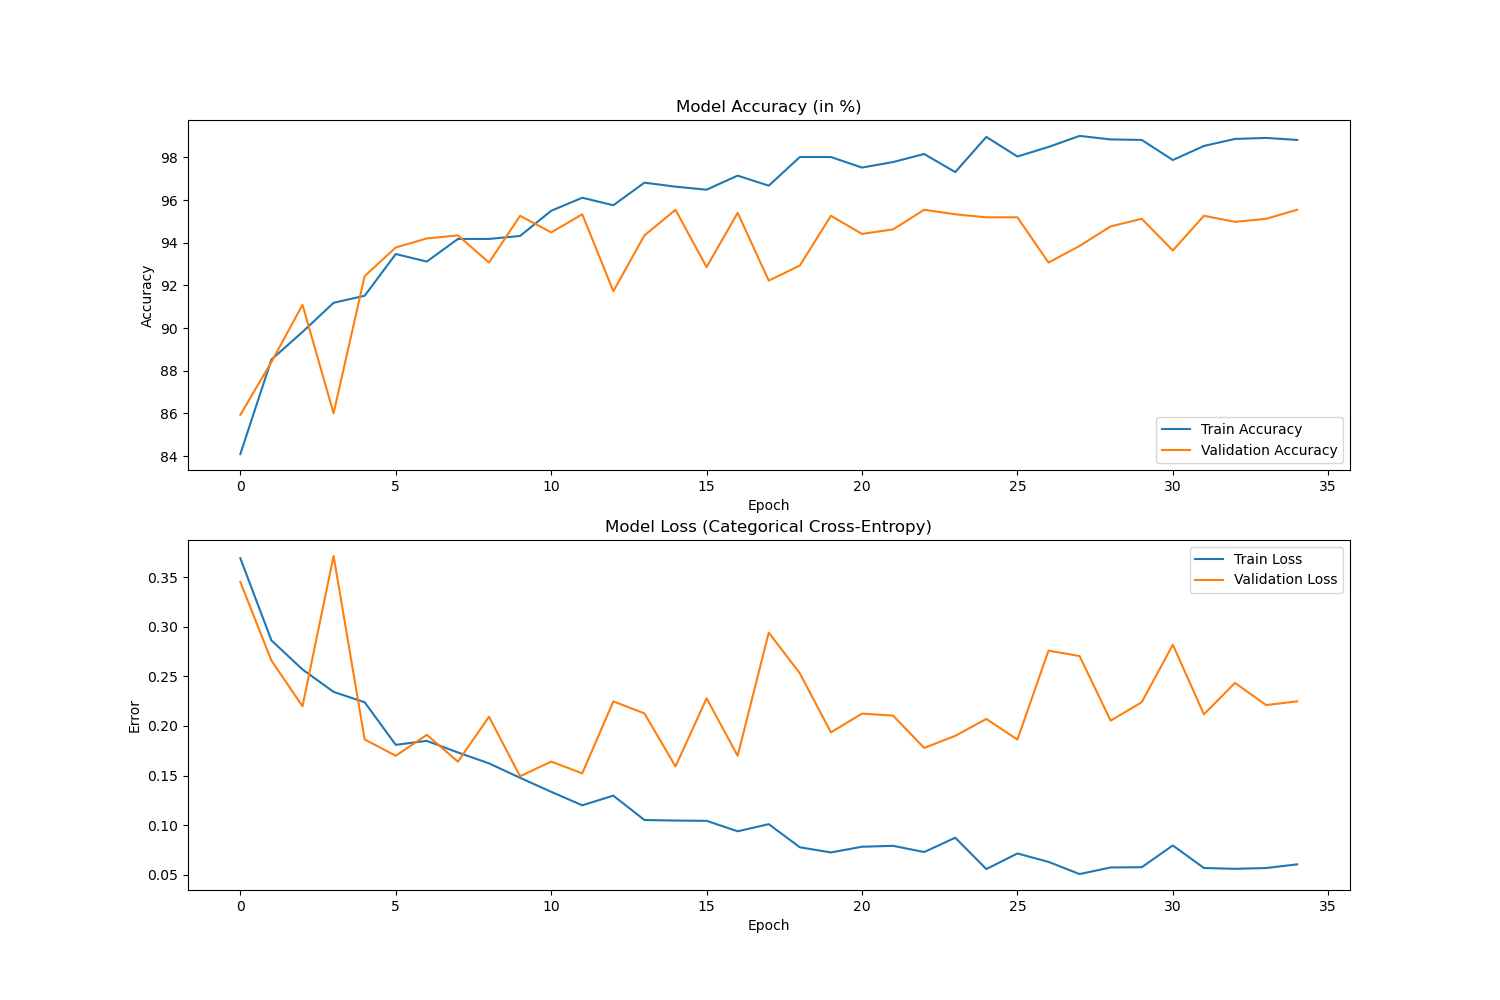 Model Accuracy (in %)
98
96
94
92
90
88
86
84
Accuracy
Train Accuracy
Validation Accuracy
0 5 10 15 20 25 30 35
Epoch
Model Loss (Categorical Cross-Entropy)
Train Loss
Validation Loss
0.35
0.30
0.25
0.20
0.15
0.10
0.05
Error
0 5 10 15 20 25 30 35
Epoch